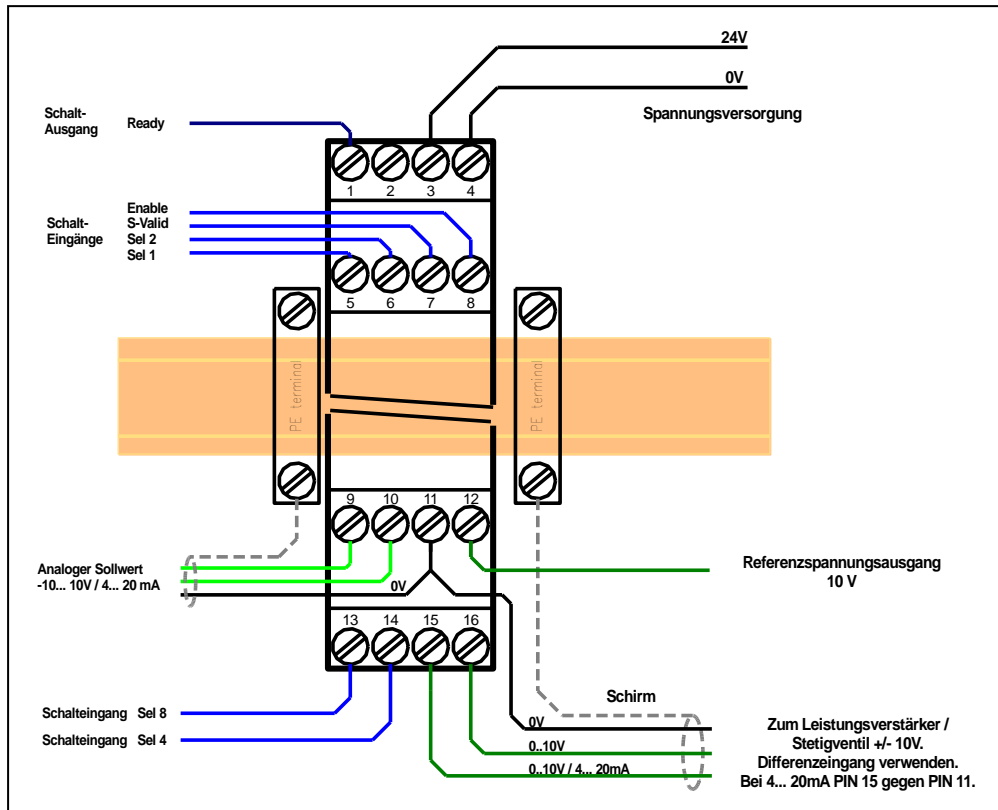 24V
0V
Spannungsversorgung
Schalt-
Ausgang
Ready
1 2 3 4
Schalt-
Eingänge
Enable
S-Valid
Sel 2
Sel 1
5 6 7 8
PE terminal
PE terminal
9 10 11 12
Analoger Sollwert
-10... 10V / 4... 20 mA
0V
Referenzspannungsausgang
10 V
13 14 15 16
Schalteingang Sel 8
Schalteingang Sel 4
Schirm
0V
0..10V
0..10V / 4... 20mA
Zum Leistungsverstärker /
Stetigventil +/- 10V.
Differenzeingang verwenden.
Bei 4... 20mA PIN 15 gegen PIN 11.